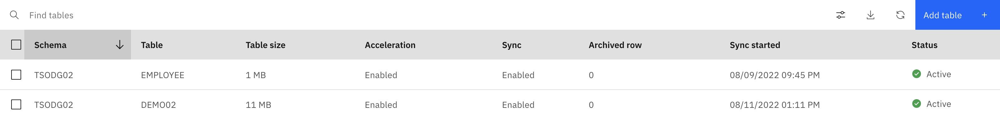 Find tables
Add table +
Schema Table Table size Acceleration Sync Archived row Sync started Status
TSODG02 EMPLOYEE 1 MB Enabled Enabled 0 08/09/2022 09:45 PM Active
TSODG02 DEMO02 11 MB Enabled Enabled 0 08/11/2022 01:11 PM Active